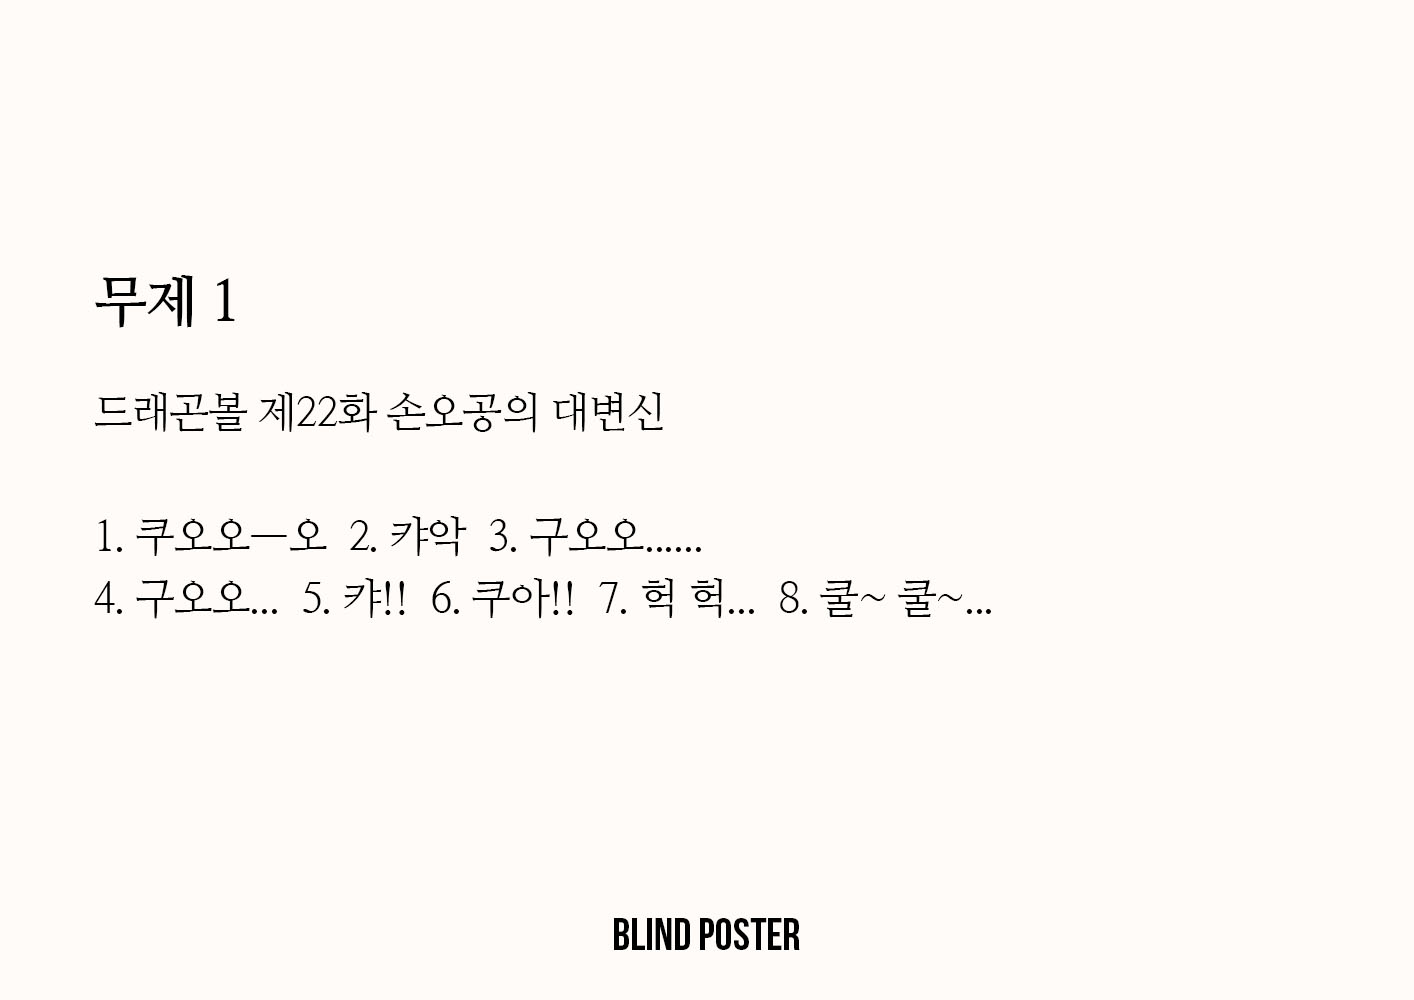 무제 1
드래곤볼 제22화 손오공의 대변신
1. 쿠오오ㅡ오 2. 캬악 3. 구오오......
4. 구오오... 5. 캬!! 6. 쿠아!! 7. 헉 헉... 8. 쿨~ 쿨~...
BLIND POSTER